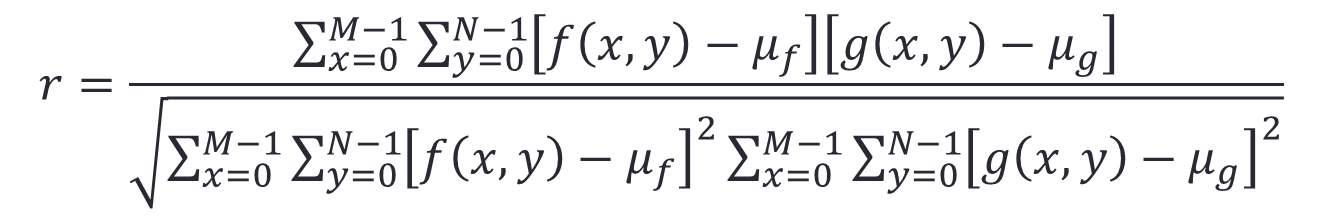 r = \frac{\sum_{x=0}^{M-1} \sum_{y=0}^{N-1} [f(x, y) - \mu_f][g(x, y) - \mu_g]}{\sqrt{\sum_{x=0}^{M-1} \sum_{y=0}^{N-1} [f(x, y) - \mu_f]^2 \sum_{x=0}^{M-1} \sum_{y=0}^{N-1} [g(x, y) - \mu_g]^2}}